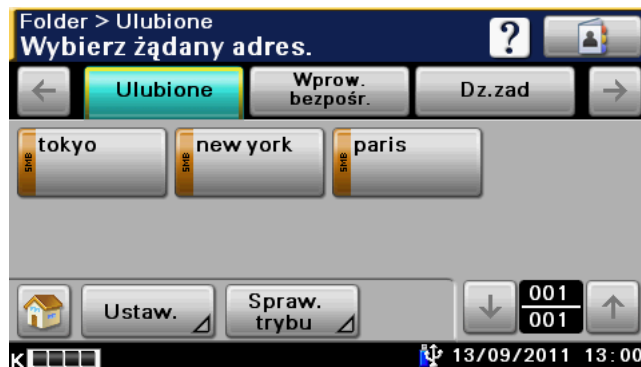 Folder > Ulubione
Wybierz żądany adres.
?
Ulubione
Wprow.
bezpośr.
Dz.zad
SMB
tokyo
SMB
new york
SMB
paris
Ustaw.
Spraw.
trybu
001
001
K
13/09/2011 13:00